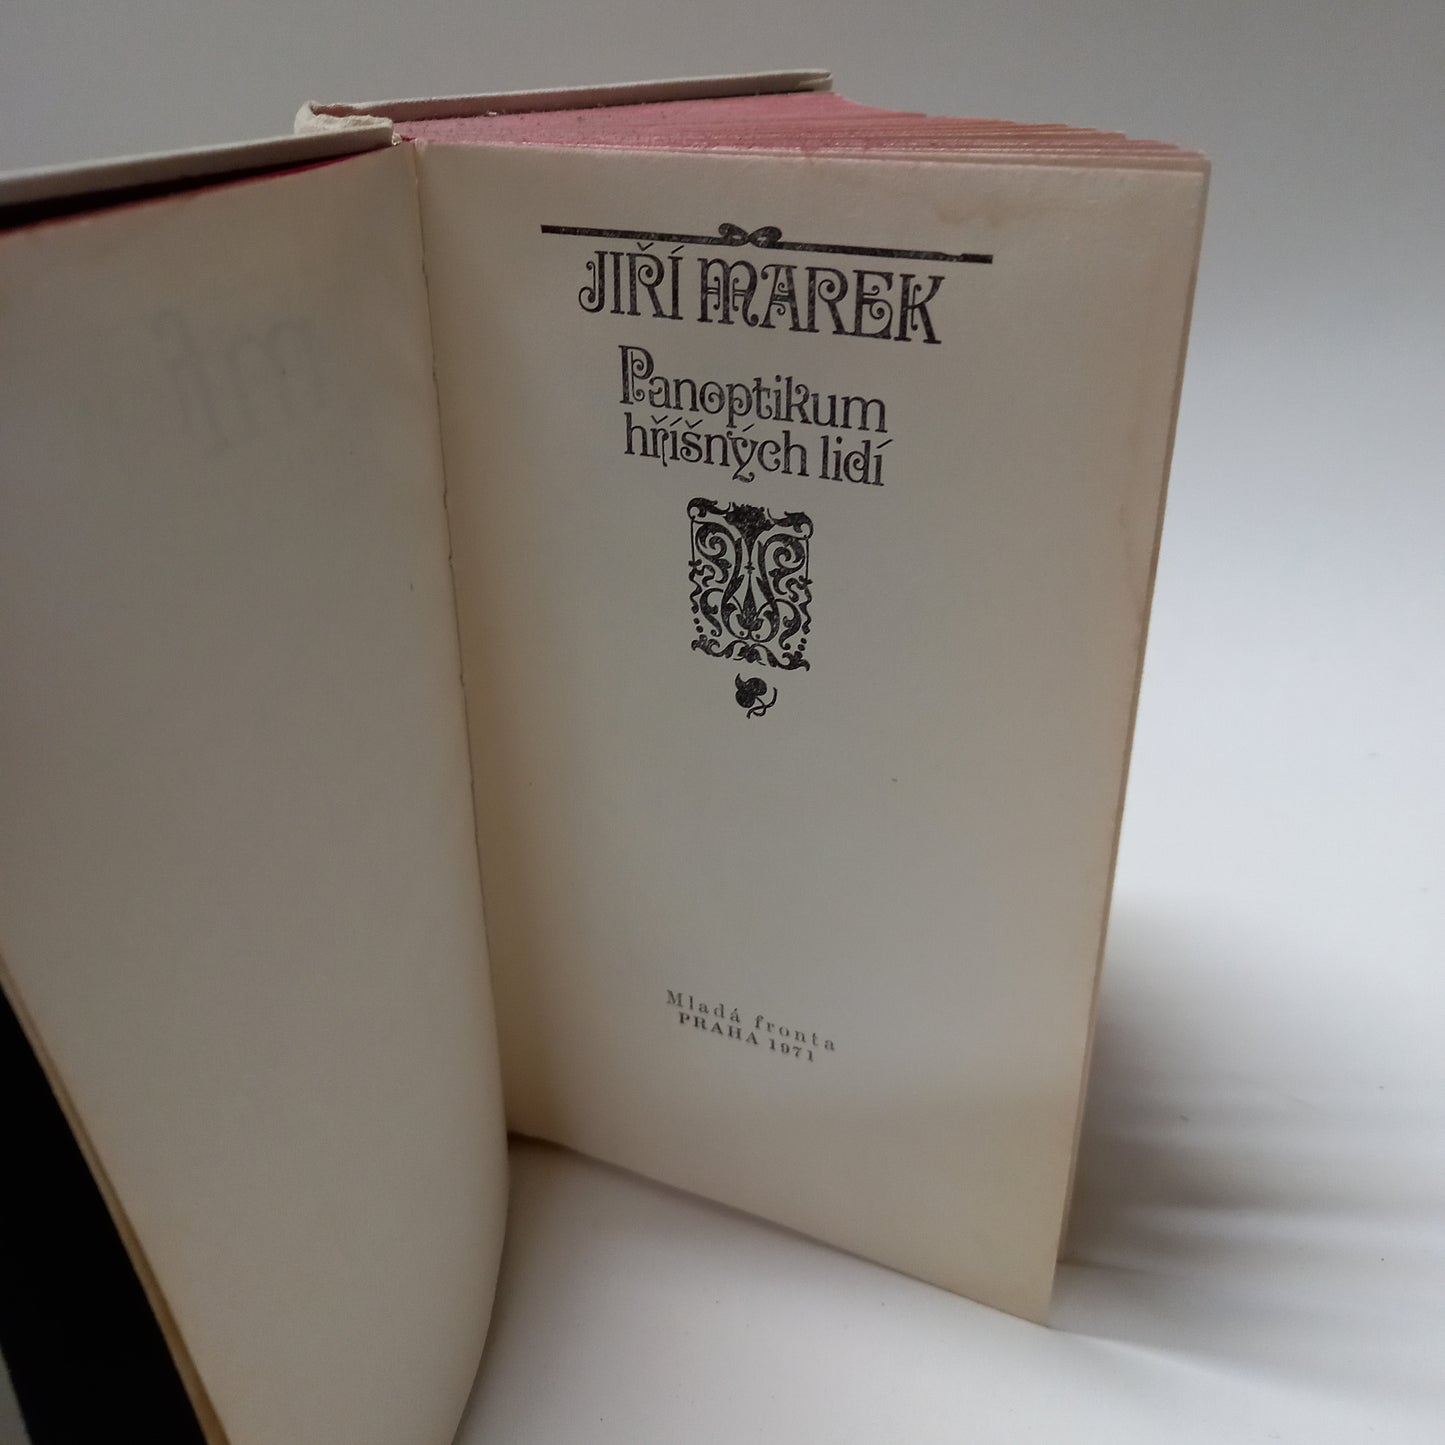 JIŘÍ MAREK
Panoptikum
hříšných lidí
Mladá fronta
PRAHA 1971